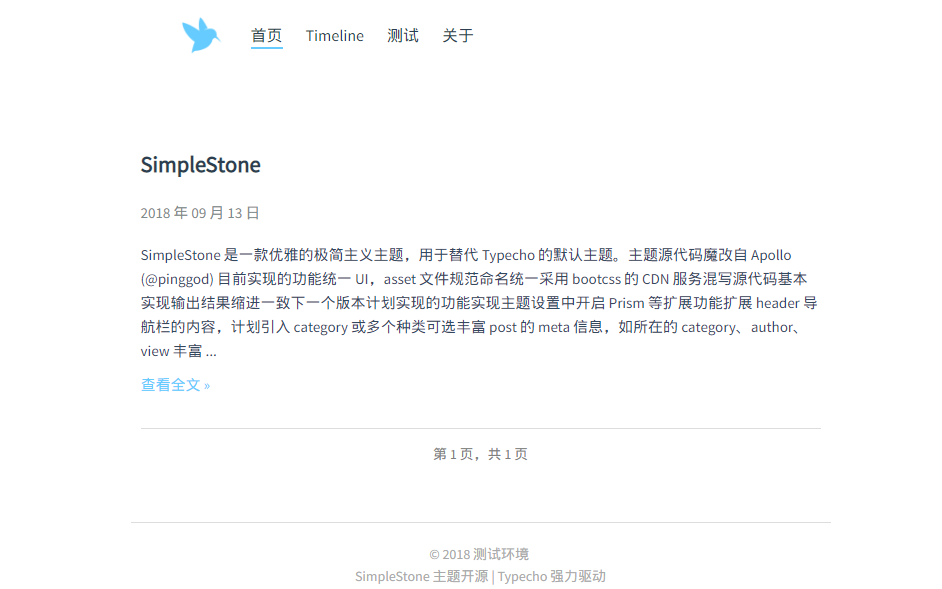 首页 Timeline 测试 关于
SimpleStone
2018 年 09 月 13 日
SimpleStone 是一款优雅的极简主义主题，用于替代 Typecho 的默认主题。主题源代码魔改自 Apollo
(@pinggod) 目前实现的功能统一 UI，asset 文件规范命名统一采用 bootcss 的 CDN 服务混写源代码基本
实现输出结果缩进一致下一个版本计划实现的功能实现主题设置中开启 Prism 等扩展功能扩展 header 导
航栏的内容，计划引入 category 或多个种类可选丰富 post 的 meta 信息，如所在的 category、author、
view 丰富 ...
查看全文 »
第 1 页，共 1 页
© 2018 测试环境
SimpleStone 主题开源 | Typecho 强力驱动